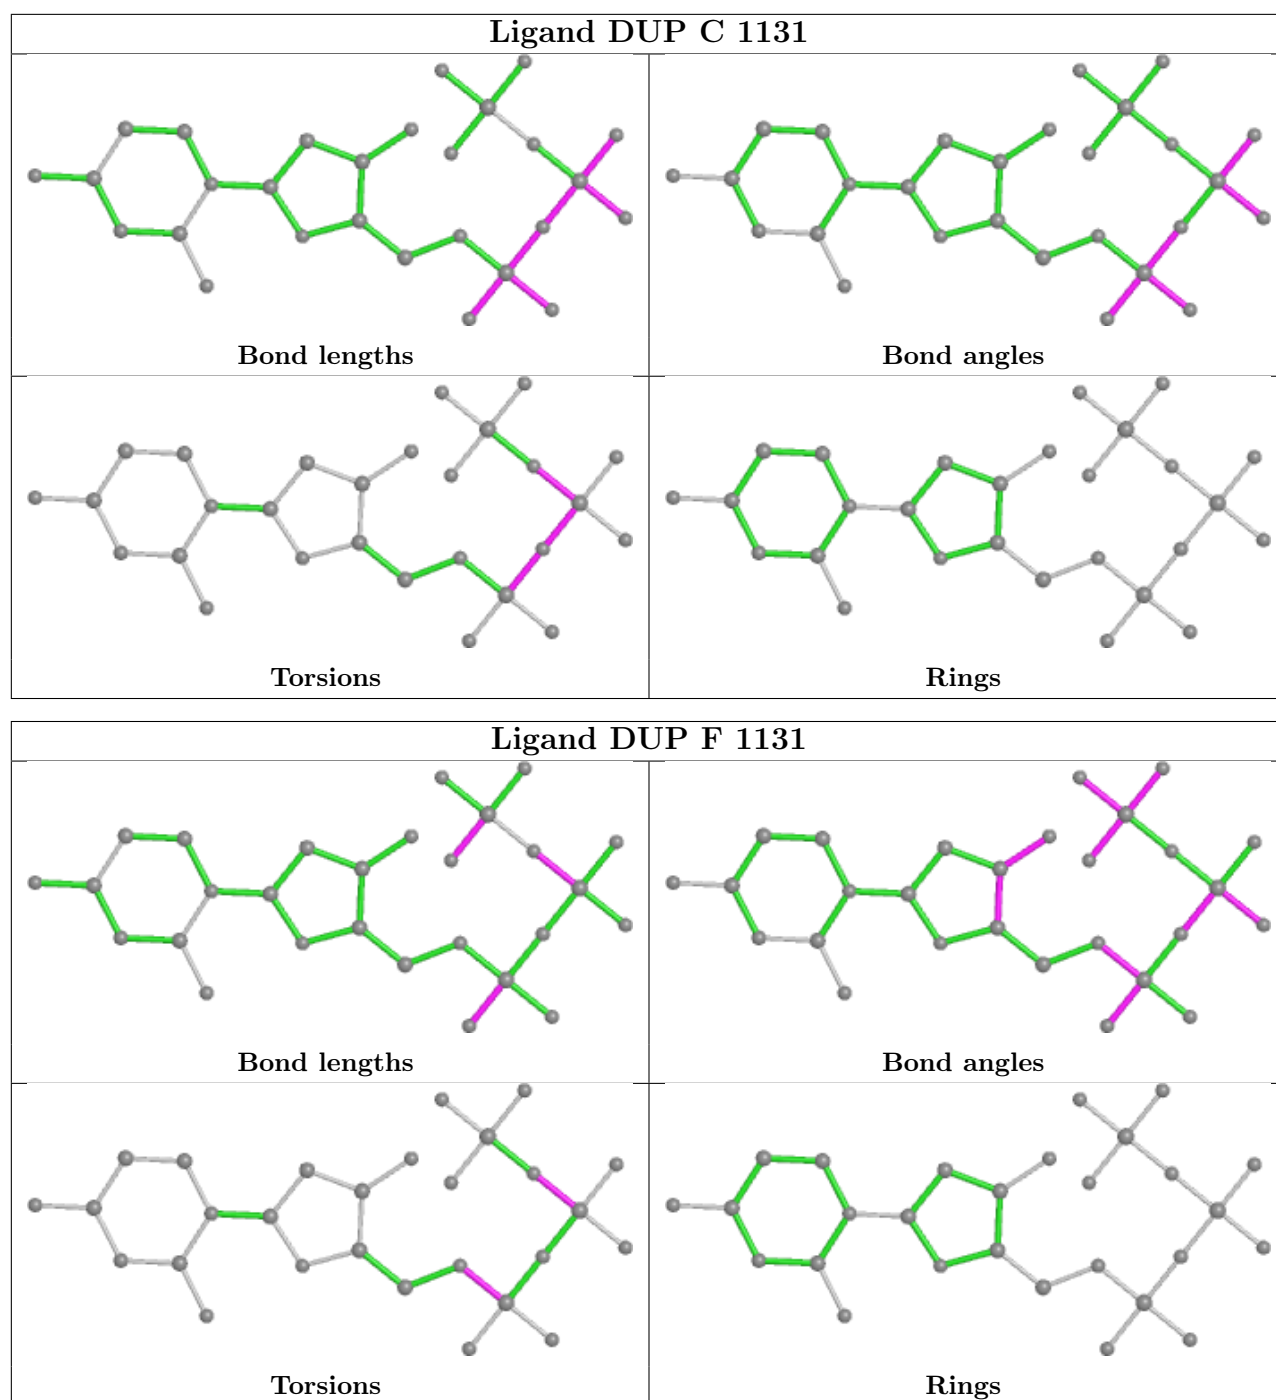 Ligand DUP C 1131
Bond lengths
Bond angles
Torsions
Rings
Ligand DUP F 1131
Bond lengths
Bond angles
Torsions
Rings